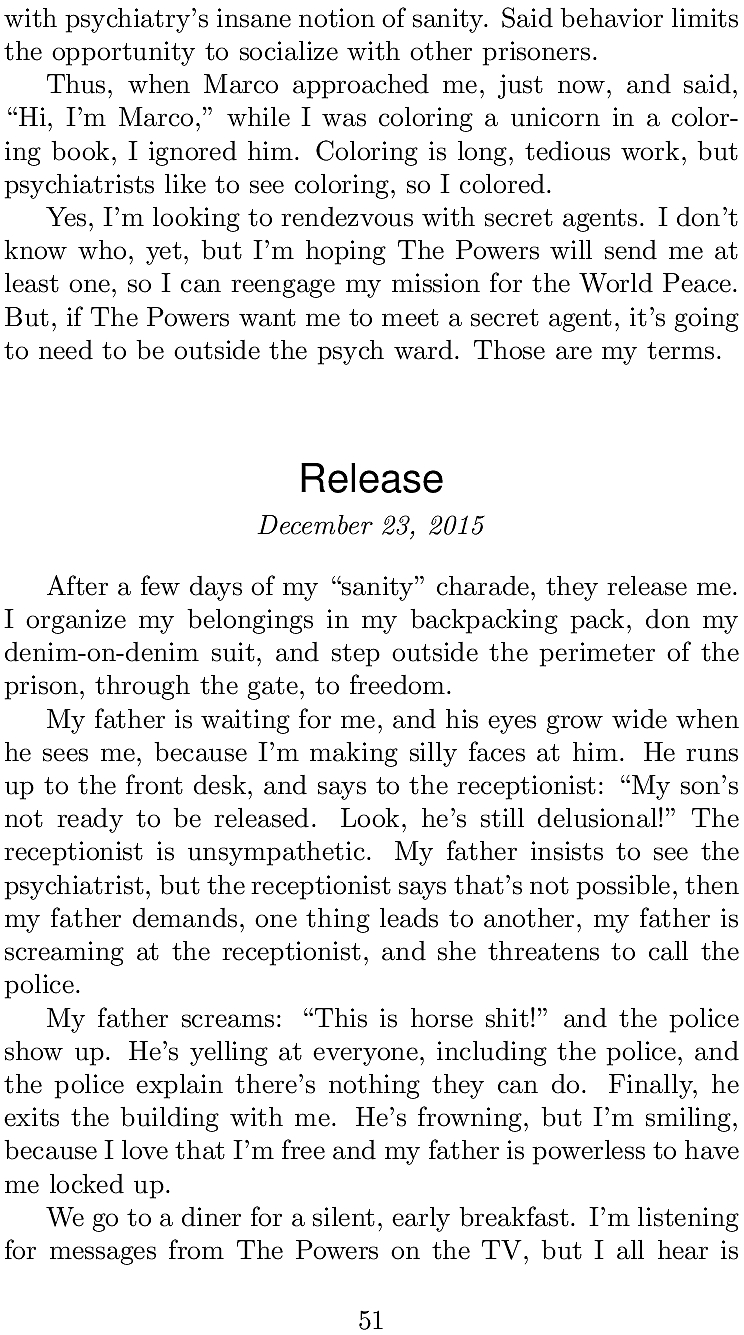 with psychiatry’s insane notion of sanity. Said behavior limits
the opportunity to socialize with other prisoners.
Thus, when Marco approached me, just now, and said,
“Hi, I’m Marco,” while I was coloring a unicorn in a color-
ing book, I ignored him. Coloring is long, tedious work, but
psychiatrists like to see coloring, so I colored.
Yes, I’m looking to rendezvous with secret agents. I don’t
know who, yet, but I’m hoping The Powers will send me at
least one, so I can reengage my mission for the World Peace.
But, if The Powers want me to meet a secret agent, it’s going
to need to be outside the psych ward. Those are my terms.
Release
December 23, 2015
After a few days of my “sanity” charade, they release me.
I organize my belongings in my backpacking pack, don my
denim-on-denim suit, and step outside the perimeter of the
prison, through the gate, to freedom.
My father is waiting for me, and his eyes grow wide when
he sees me, because I’m making silly faces at him. He runs
up to the front desk, and says to the receptionist: “My son’s
not ready to be released. Look, he’s still delusional!” The
receptionist is unsympathetic. My father insists to see the
psychiatrist, but the receptionist says that’s not possible, then
my father demands, one thing leads to another, my father is
screaming at the receptionist, and she threatens to call the
police.
My father screams: “This is horse shit!” and the police
show up. He’s yelling at everyone, including the police, and
the police explain there’s nothing they can do. Finally, he
exits the building with me. He’s frowning, but I’m smiling,
because I love that I’m free and my father is powerless to have
me locked up.
We go to a diner for a silent, early breakfast. I’m listening
for messages from The Powers on the TV, but I all hear is
51